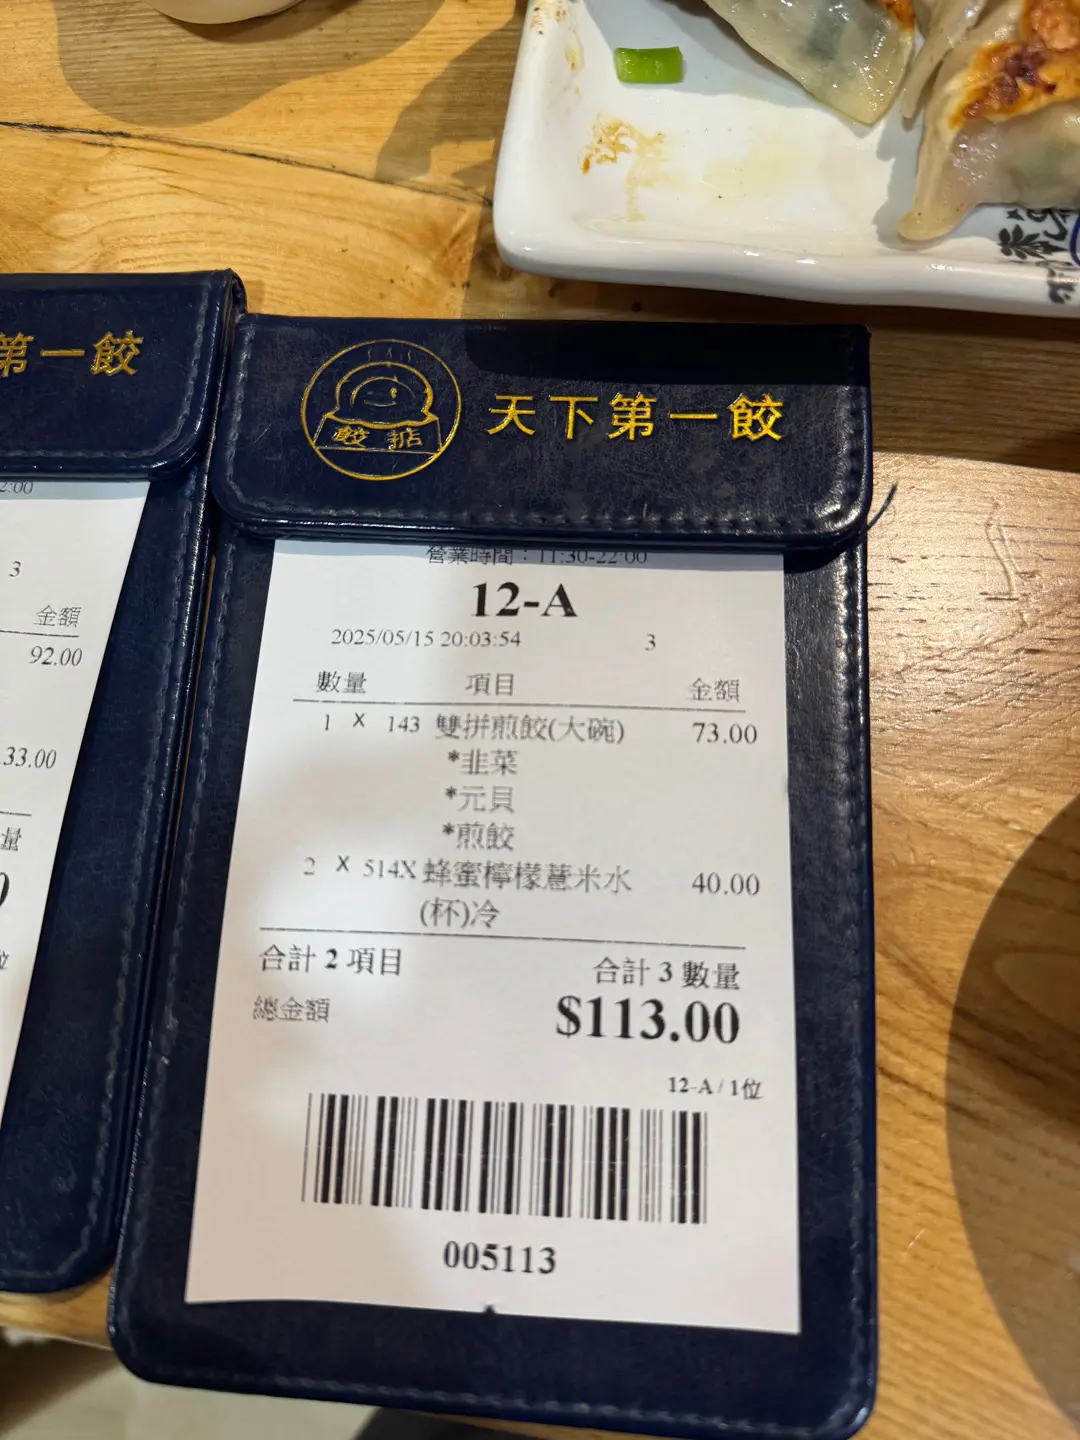 第一餃
2:00
3
金額
92.00
33.00
量
天下第一餃
餃掂
營業時間：11:30-22:00
12-A
2025/05/15 20:03:54 3
數量 項目 金額
1 X 143 雙拼煎餃(大碗) 73.00
*韭菜
*元貝
*煎餃
2 X 514X 蜂蜜檸檬薏米水 40.00
(杯)冷
合計 2 項目 合計 3 數量
總金額 $113.00
12-A / 1位
005113